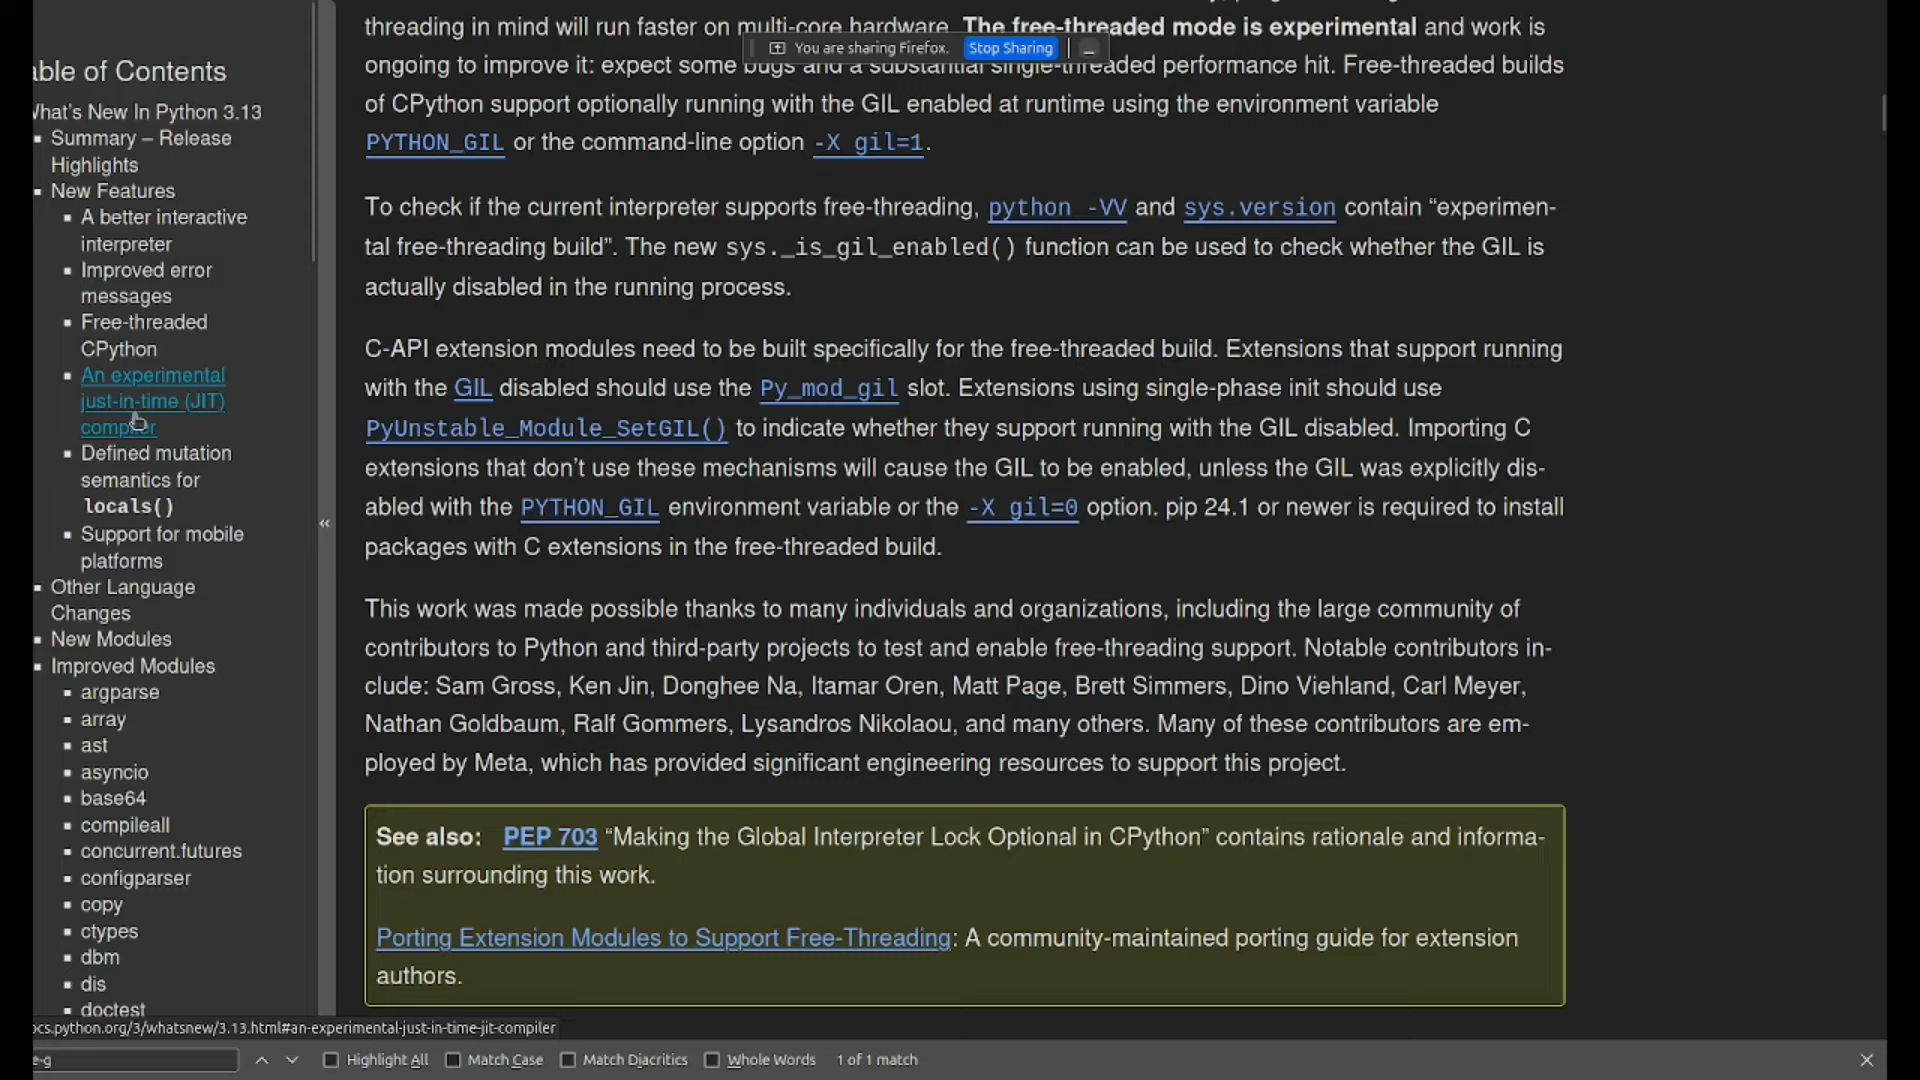 able of Contents
What's New In Python 3.13
Summary – Release
Highlights
New Features
A better interactive
interpreter
Improved error
messages
Free-threaded
CPython
An experimental
just-in-time (JIT)
compiler
Defined mutation
semantics for
locals()
Support for mobile
platforms
Other Language
Changes
New Modules
Improved Modules
argparse
array
ast
asyncio
base64
compileall
concurrent.futures
configparser
copy
ctypes
dbm
dis
doctest
«
threading in mind will run faster on multi-core hardware. The free-threaded mode is experimental and work is
You are sharing Firefox. Stop Sharing
ongoing to improve it: expect some bugs and a substantial single-threaded performance hit. Free-threaded builds
of CPython support optionally running with the GIL enabled at runtime using the environment variable
PYTHON_GIL or the command-line option -X gil=1.
To check if the current interpreter supports free-threading, python -VV and sys.version contain “experimen-
tal free-threading build”. The new sys._is_gil_enabled() function can be used to check whether the GIL is
actually disabled in the running process.
C-API extension modules need to be built specifically for the free-threaded build. Extensions that support running
with the GIL disabled should use the Py_mod_gil slot. Extensions using single-phase init should use
PyUnstable_Module_SetGIL() to indicate whether they support running with the GIL disabled. Importing C
extensions that don’t use these mechanisms will cause the GIL to be enabled, unless the GIL was explicitly dis-
abled with the PYTHON_GIL environment variable or the -X gil=0 option. pip 24.1 or newer is required to install
packages with C extensions in the free-threaded build.
This work was made possible thanks to many individuals and organizations, including the large community of
contributors to Python and third-party projects to test and enable free-threading support. Notable contributors in-
clude: Sam Gross, Ken Jin, Donghee Na, Itamar Oren, Matt Page, Brett Simmers, Dino Viehland, Carl Meyer,
Nathan Goldbaum, Ralf Gommers, Lysandros Nikolaou, and many others. Many of these contributors are em-
ployed by Meta, which has provided significant engineering resources to support this project.
See also: PEP 703 “Making the Global Interpreter Lock Optional in CPython” contains rationale and informa-
tion surrounding this work.
Porting Extension Modules to Support Free-Threading: A community-maintained porting guide for extension
authors.
ocs.python.org/3/whatsnew/3.13.html#an-experimental-just-in-time-jit-compiler
e-g Highlight All Match Case Match Diacritics Whole Words 1 of 1 match